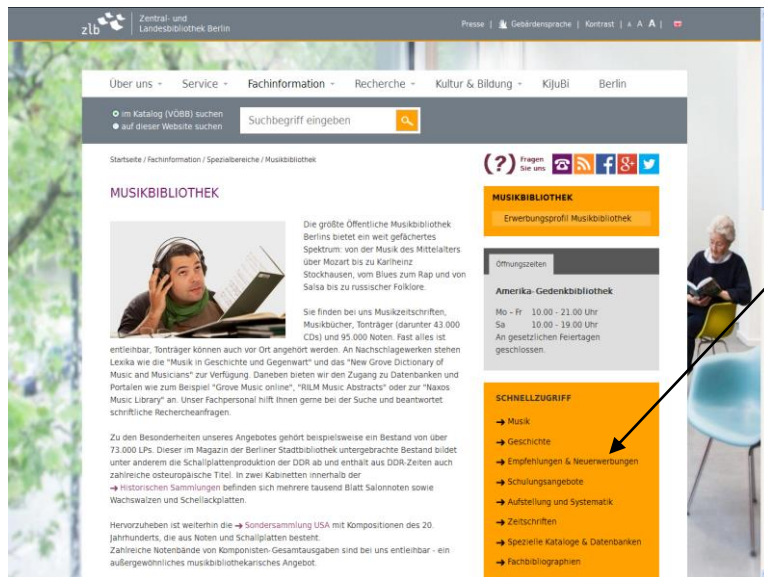 zlb
Zentral- und
Landesbibliothek Berlin
Presse | Gebärdensprache | Kontrast | A A A |
Über uns Service Fachinformation Recherche Kultur & Bildung KiJuBi Berlin
im Katalog (VÖBB) suchen
auf dieser Website suchen
Suchbegriff eingeben
Startseite / Fachinformation / Spezialbereiche / Musikbibliothek
(?) Fragen
Sie uns
MUSIKBIBLIOTHEK
Die größte Öffentliche Musikbibliothek
Berlins bietet ein weit gefächertes
Spektrum: von der Musik des Mittelalters
über Mozart bis zu Karlheinz
Stockhausen, vom Blues zum Rap und von
Salsa bis zu russischer Folklore.
Sie finden bei uns Musikzeitschriften,
Musikbücher, Tonträger (darunter 43.000
CDs) und 95.000 Noten. Fast alles ist
entleihbar, Tonträger können auch vor Ort angehört werden. An Nachschlagewerken stehen
Lexika wie die "Musik in Geschichte und Gegenwart" und das "New Grove Dictionary of
Music and Musicians" zur Verfügung. Daneben bieten wir den Zugang zu Datenbanken und
Portalen wie zum Beispiel "Grove Music online", "RILM Music Abstracts" oder zur "Naxos
Music Library" an. Unser Fachpersonal hilft Ihnen gerne bei der Suche und beantwortet
schriftliche Rechercheanfragen.
Zu den Besonderheiten unseres Angebotes gehört beispielsweise ein Bestand von über
73.000 LPs. Dieser im Magazin der Berliner Stadtbibliothek untergebrachte Bestand bildet
unter anderem die Schallplattenproduktion der DDR ab und enthält aus DDR-Zeiten auch
zahlreiche osteuropäische Titel. In zwei Kabinetten innerhalb der
→ Historischen Sammlungen befinden sich mehrere tausend Blatt Salonnoten sowie
Wachswalzen und Schellackplatten.
Hervorzuheben ist weiterhin die → Sondersammlung USA mit Kompositionen des 20.
Jahrhunderts, die aus Noten und Schallplatten besteht.
Zahlreiche Notenbände von Komponisten-Gesamtausgaben sind bei uns entleihbar - ein
außergewöhnliches musikbibliothekarisches Angebot.
MUSIKBIBLIOTHEK
Erwerbungsprofil Musikbibliothek
Öffnungszeiten
Amerika-Gedenkbibliothek
Mo – Fr 10.00 - 21.00 Uhr
Sa 10.00 - 19.00 Uhr
An gesetzlichen Feiertagen
geschlossen.
SCHNELLZUGRIFF
→ Musik
→ Geschichte
→ Empfehlungen & Neuerwerbungen
→ Schulungsangebote
→ Aufstellung und Systematik
→ Zeitschriften
→ Spezielle Kataloge & Datenbanken
→ Fachbibliographien